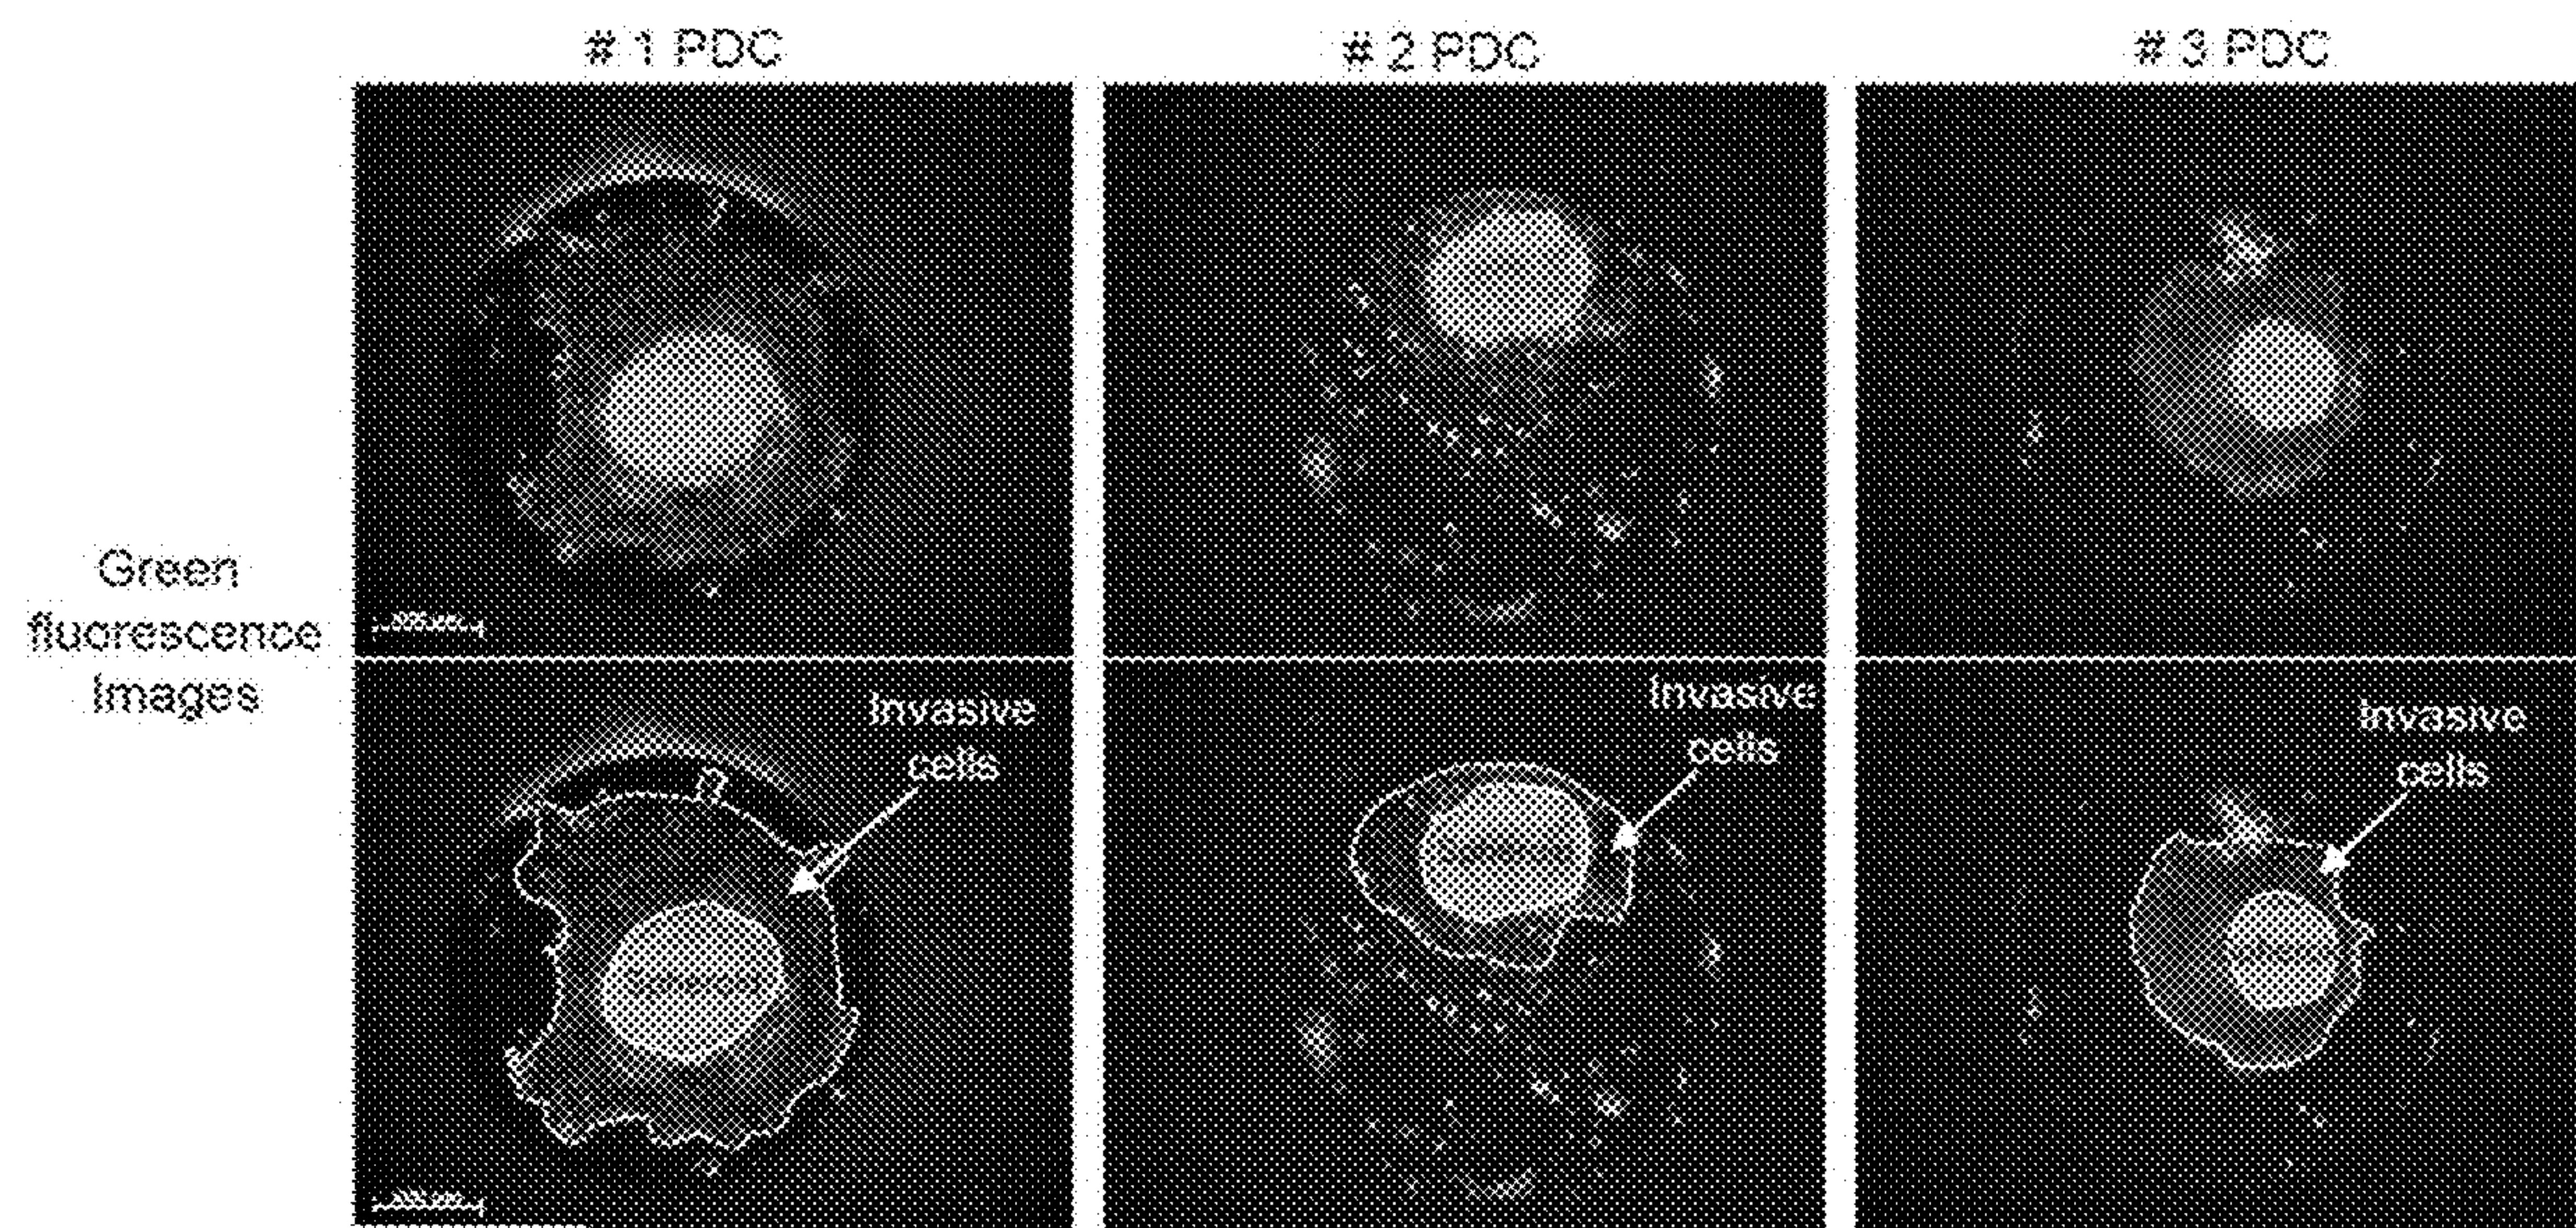 # 1 PDC
# 2 PDC
# 3 PDC
Green
fluorescence
Images
Invasive
cells
Invasive
cells
Invasive
cells